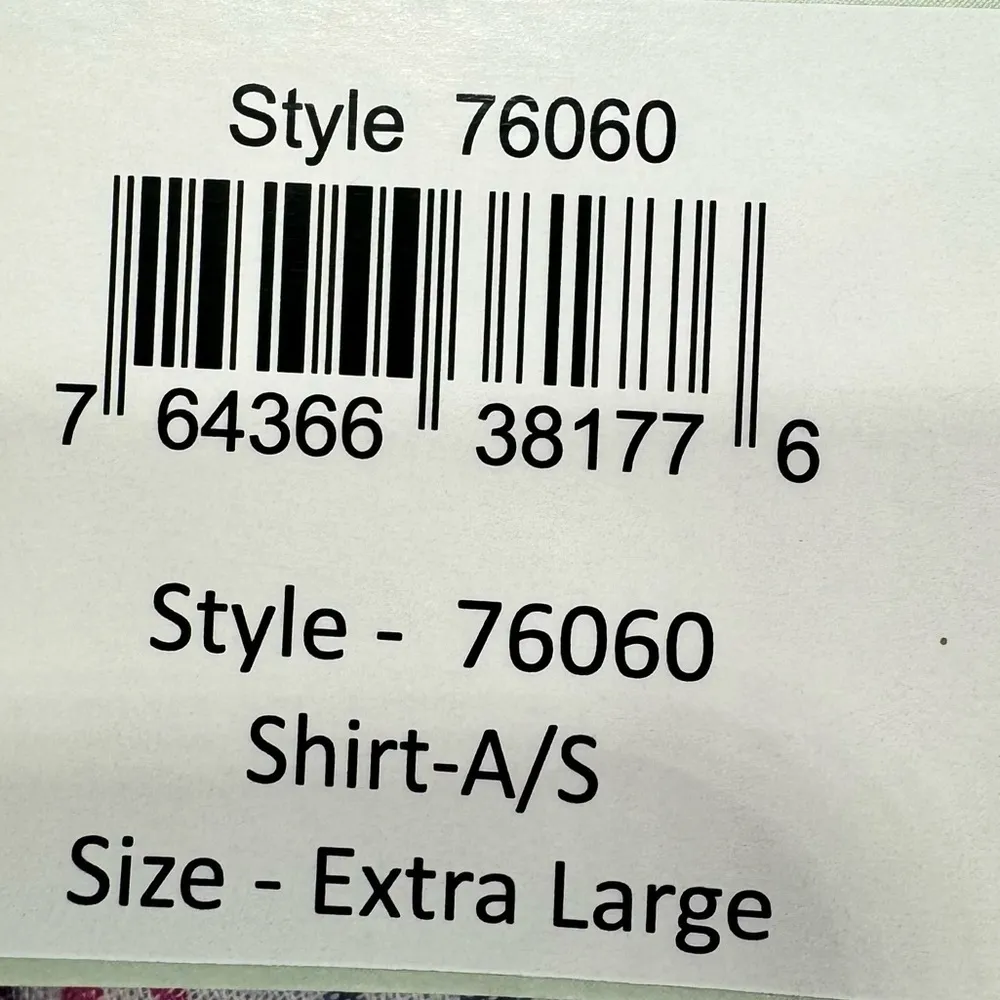 Style 76060
7 64366 38177 6
Style - 76060
Shirt-A/S
Size - Extra Large